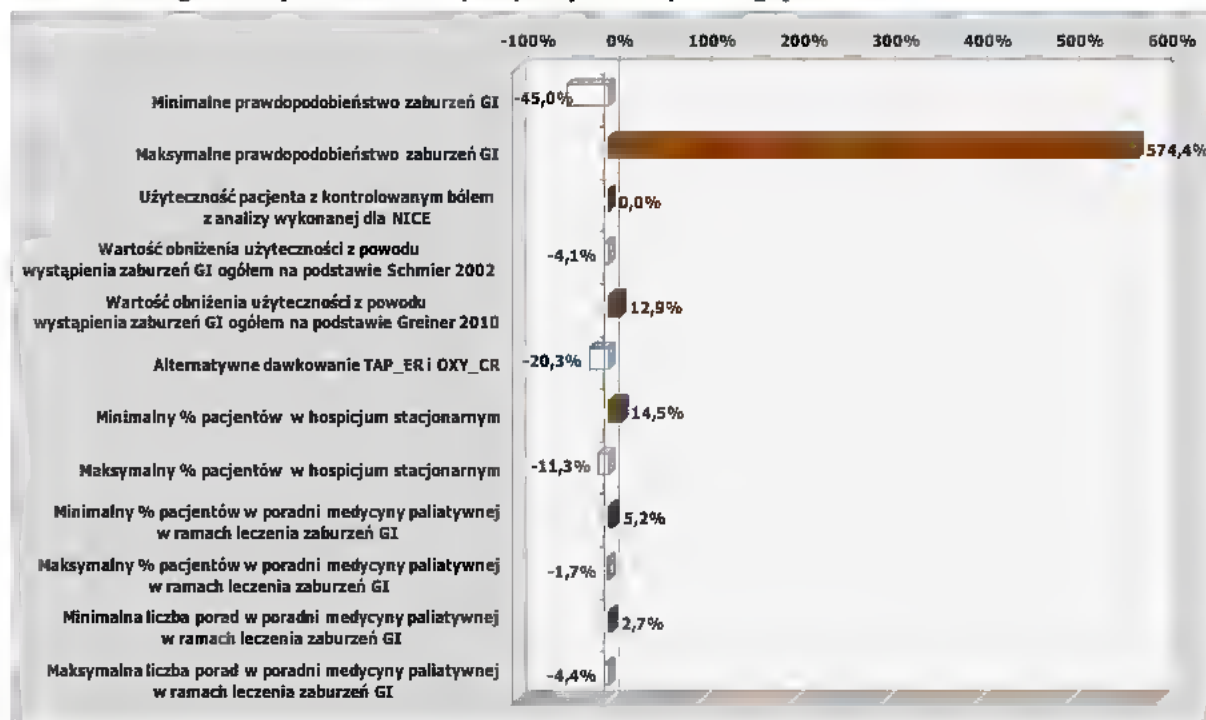 -100% 0% 100% 200% 300% 400% 500% 600%
Minimalne prawdopodobieństwo zaburzeń GI -45,0%
Maksymalne prawdopodobieństwo zaburzeń GI 574,4%
Użyteczność pacjenta z kontrolowanym bólem
z analizy wykonanej dla NICE
0,0%
Wartość obniżenia użyteczności z powodu
wystąpienia zaburzeń GI ogółem na podstawie Schmier 2002
-4,1%
Wartość obniżenia użyteczności z powodu
wystąpienia zaburzeń GI ogółem na podstawie Greiner 2010
12,9%
Alternatywne dawkowanie TAP_ER i OXY_CR -20,3%
Minimalny % pacjentów w hospicjum stacjonarnym 14,5%
Maksymalny % pacjentów w hospicjum stacjonarnym -11,3%
Minimalny % pacjentów w poradni medycyny paliatywnej
w ramach leczenia zaburzeń GI
5,2%
Maksymalny % pacjentów w poradni medycyny paliatywnej
w ramach leczenia zaburzeń GI
-1,7%
Minimalna liczba porad w poradni medycyny paliatywnej
w ramach leczenia zaburzeń GI
2,7%
Maksymalna liczba porad w poradni medycyny paliatywnej
w ramach leczenia zaburzeń GI
-4,4%